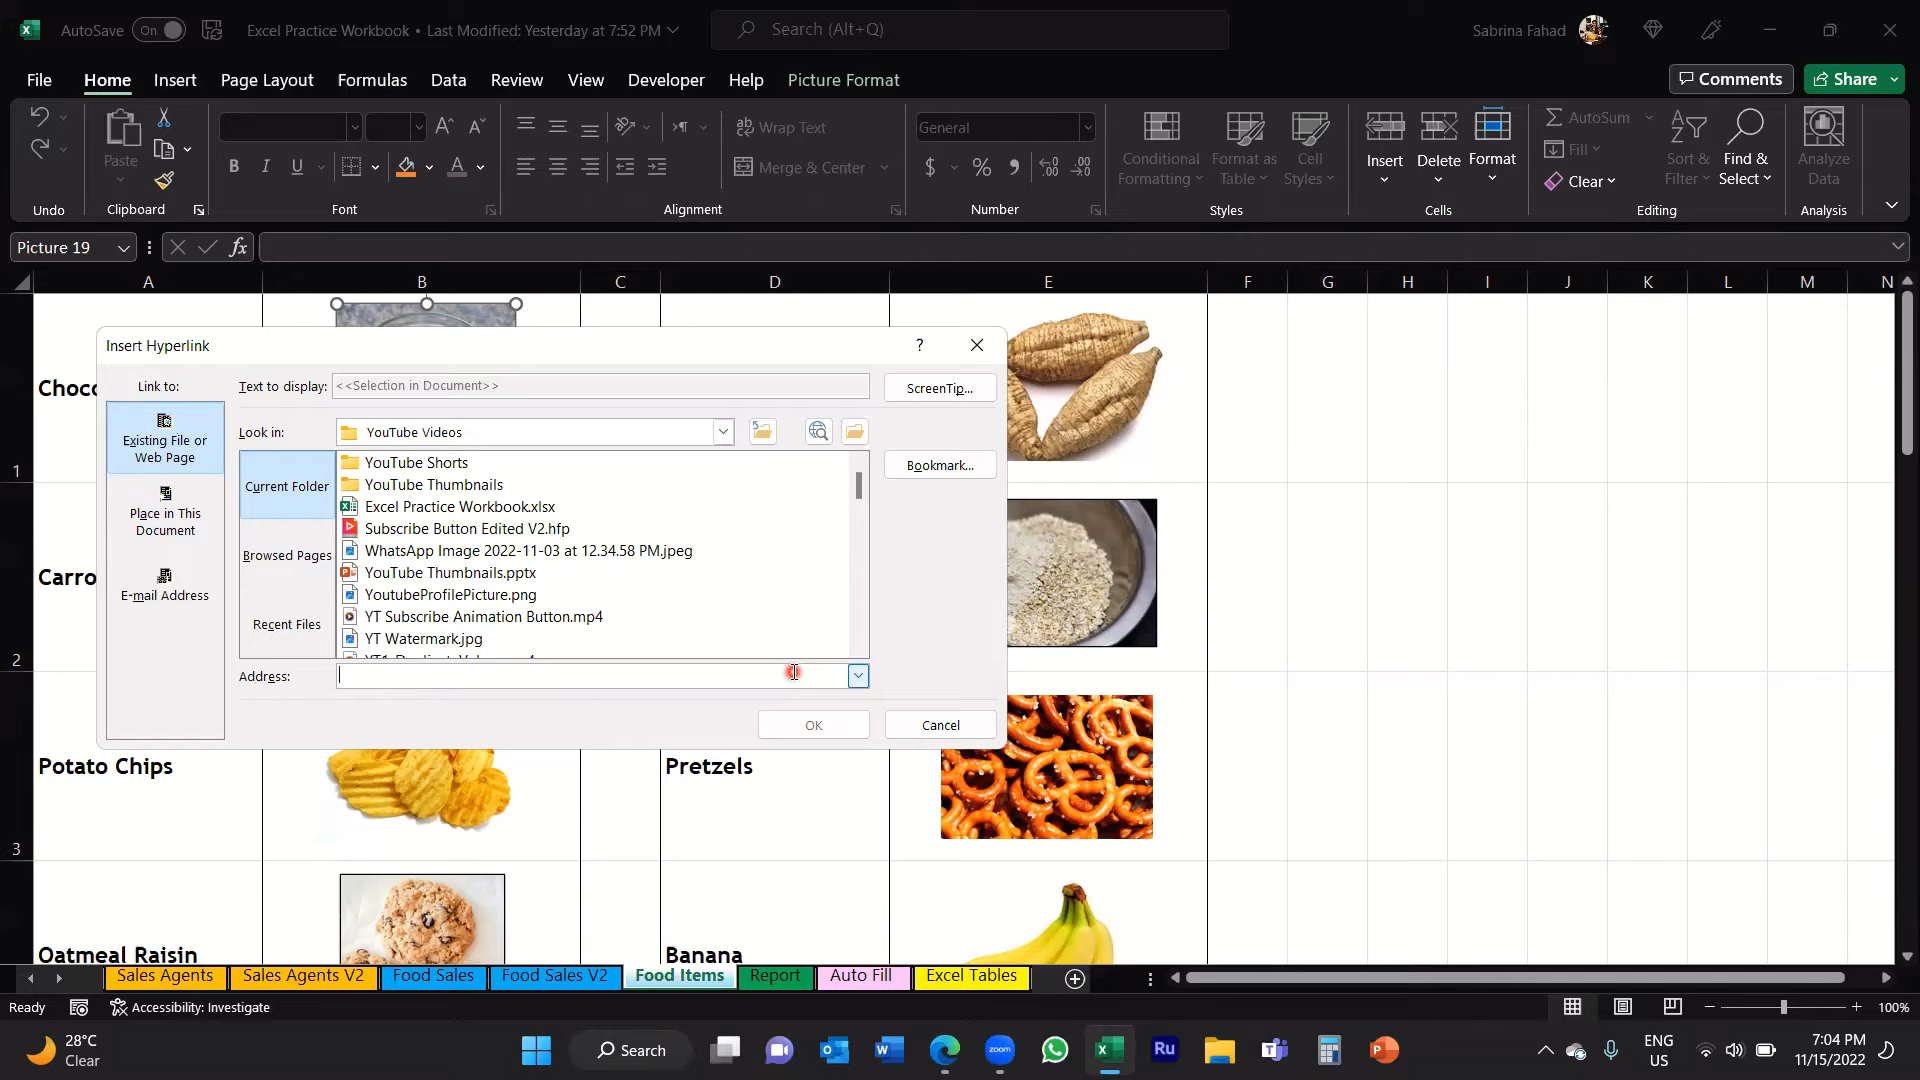 AutoSave On Excel Practice Workbook • Last Modified: Yesterday at 7:52 PM Search (Alt+Q) Sabrina Fahad
File Home Insert Page Layout Formulas Data Review View Developer Help Picture Format Comments Share
Paste
B I U
ab Wrap Text
Merge & Center
General
$ % ,
Conditional Formatting
Format as Table
Cell Styles
Insert Delete Format
AutoSum
Fill
Clear
Sort & Filter
Find & Select
Analyze Data
Undo Clipboard Font Alignment Number Styles Cells Editing Analysis
Picture 19 fx
A B C D E F G H I J K L M N
Insert Hyperlink ?
Link to:
Existing File or
Web Page
Place in This
Document
E-mail Address
Text to display: <<Selection in Document>> ScreenTip...
Look in: YouTube Videos
Bookmark...
Current Folder
Browsed Pages
Recent Files
YouTube Shorts
YouTube Thumbnails
Excel Practice Workbook.xlsx
Subscribe Button Edited V2.hfp
WhatsApp Image 2022-11-03 at 12.34.58 PM.jpeg
YouTube Thumbnails.pptx
YoutubeProfilePicture.png
YT Subscribe Animation Button.mp4
YT Watermark.jpg
Address:
OK Cancel
Choc
1
Carro
2
Potato Chips Pretzels
3
Oatmeal Raisin Banana
Sales Agents Sales Agents V2 Food Sales Food Sales V2 Food Items Report Auto Fill Excel Tables
Ready Accessibility: Investigate 100%
28°C
Clear
Search
zoom
Ru
ENG
US
7:04 PM
11/15/2022